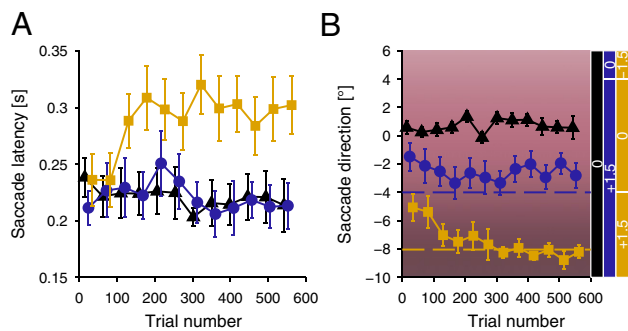 A
Saccade latency [s]
0.35
0.3
0.25
0.2
0.15
0 100 200 300 400 500 600
Trial number
B
Saccade direction [°]
6
4
2
0
−2
−4
−6
−8
−10
0 100 200 300 400 500 600
Trial number
0
0
+1.5
−1.5
0
+1.5